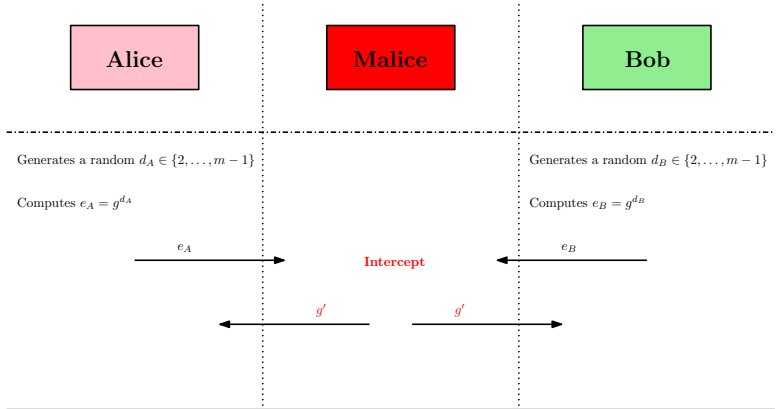 Alice
Malice
Bob
Generates a random d_A ∈ {2, . . . , m − 1}
Generates a random d_B ∈ {2, . . . , m − 1}
Computes e_A = g^{d_A}
Computes e_B = g^{d_B}
e_A
e_B
Intercept
g′
g′